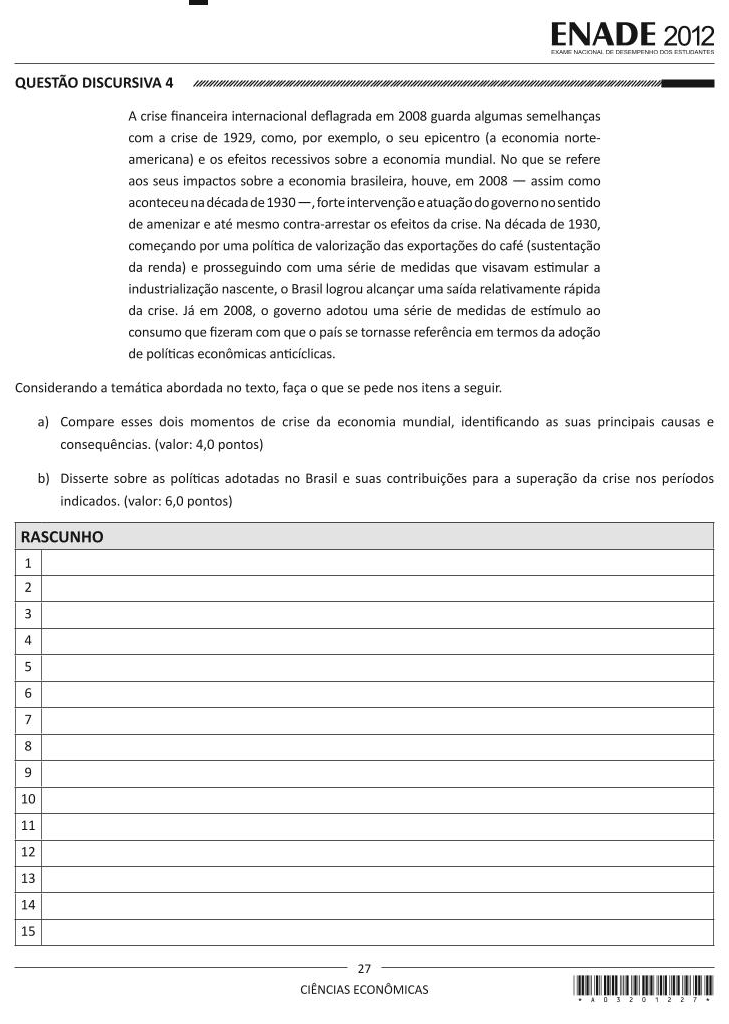 ENADE 2012
EXAME NACIONAL DE DESEMPENHO DOS ESTUDANTES
QUESTÃO DISCURSIVA 4
A crise financeira internacional deflagrada em 2008 guarda algumas semelhanças
com a crise de 1929, como, por exemplo, o seu epicentro (a economia norte-
americana) e os efeitos recessivos sobre a economia mundial. No que se refere
aos seus impactos sobre a economia brasileira, houve, em 2008 — assim como
aconteceu na década de 1930 —, forte intervenção e atuação do governo no sentido
de amenizar e até mesmo contra-arrestar os efeitos da crise. Na década de 1930,
começando por uma política de valorização das exportações do café (sustentação
da renda) e prosseguindo com uma série de medidas que visavam estimular a
industrialização nascente, o Brasil logrou alcançar uma saída relativamente rápida
da crise. Já em 2008, o governo adotou uma série de medidas de estímulo ao
consumo que fizeram com que o país se tornasse referência em termos da adoção
de políticas econômicas anticíclicas.
Considerando a temática abordada no texto, faça o que se pede nos itens a seguir.
a) Compare esses dois momentos de crise da economia mundial, identificando as suas principais causas e
consequências. (valor: 4,0 pontos)
b) Disserte sobre as políticas adotadas no Brasil e suas contribuições para a superação da crise nos períodos
indicados. (valor: 6,0 pontos)
RASCUNHO
1
2
3
4
5
6
7
8
9
10
11
12
13
14
15
27
CIÊNCIAS ECONÔMICAS
* A 0 3 2 0 1 2 2 7 *